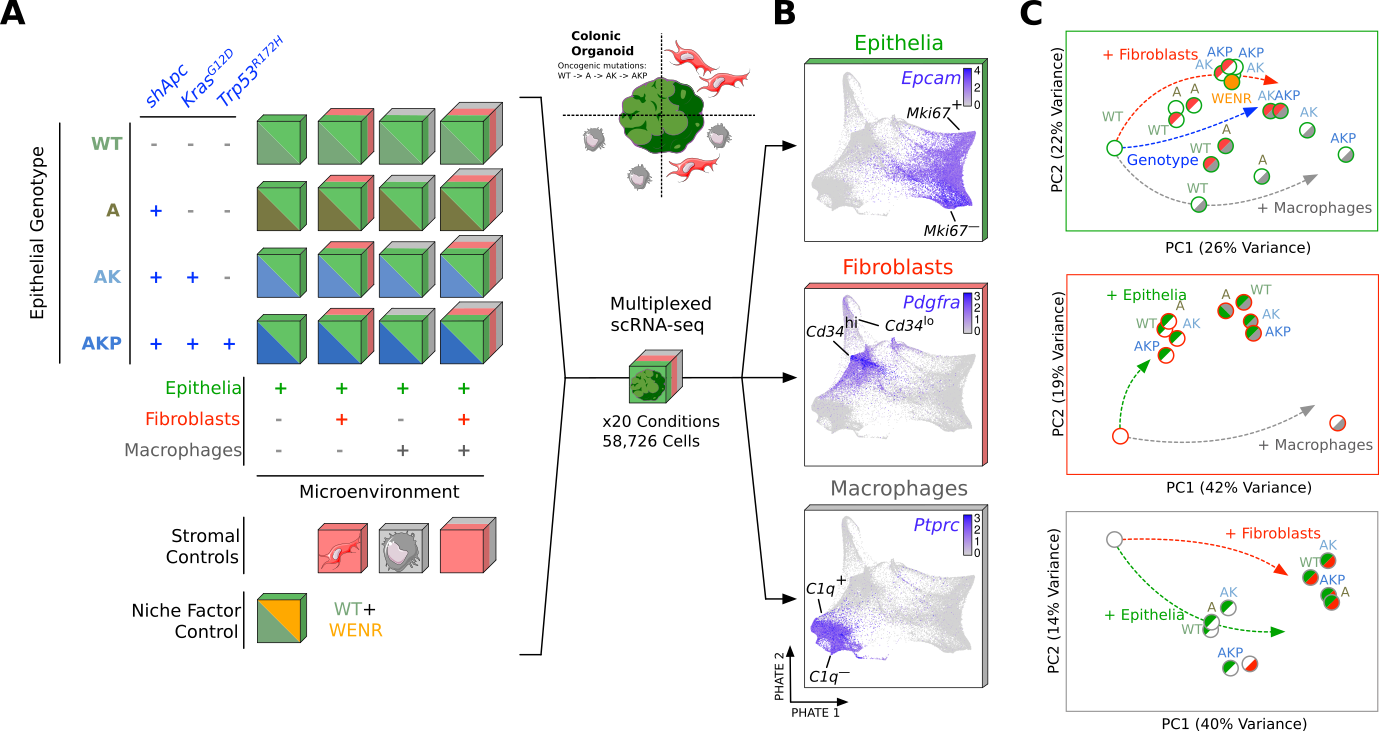 A
shApc
Kras^G12D
Trp53^R172H
Epithelial Genotype
WT - - -
A + - -
AK + + -
AKP + + +
Epithelia + + + +
Fibroblasts - + - +
Macrophages - - + +
Microenvironment
Stromal
Controls
Niche Factor
Control
WT+
WENR
Colonic
Organoid
Oncogenic mutations:
WT -> A -> AK -> AKP
Multiplexed
scRNA-seq
x20 Conditions
58,726 Cells
B
Epithelia
Epcam
4
2
0
Mki67+
Mki67—
Fibroblasts
Pdgfra
3
2
1
0
Cd34hi
Cd34lo
Macrophages
Ptprc
3
2
1
0
C1q+
C1q—
PHATE 2
PHATE 1
C
PC2 (22% Variance)
+ Fibroblasts
AKP AKP
AK AK
WENR
A A
WT
WT
AK AKP
AK
AKP
A
WT
Genotype
A
WT
+ Macrophages
PC1 (26% Variance)
PC2 (19% Variance)
+ Epithelia
A
WT
AK
AKP
A
WT
AK
AKP
+ Macrophages
PC1 (42% Variance)
PC2 (14% Variance)
+ Fibroblasts
AK
WT
AKP
A
AK
A
+ Epithelia
WT
AKP
PC1 (40% Variance)